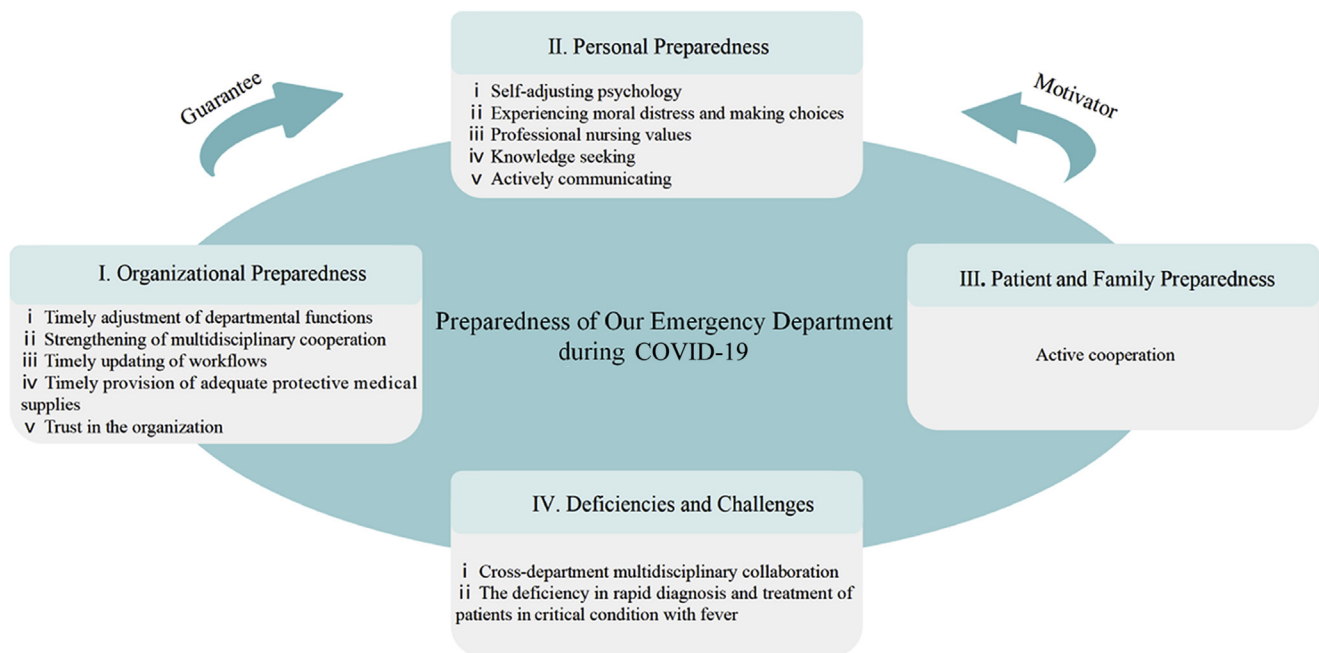 II. Personal Preparedness
ⅰ Self-adjusting psychology
ⅱ Experiencing moral distress and making choices
ⅲ Professional nursing values
ⅳ Knowledge seeking
ⅴ Actively communicating
Guarantee
Motivator
I. Organizational Preparedness
ⅰ Timely adjustment of departmental functions
ⅱ Strengthening of multidisciplinary cooperation
ⅲ Timely updating of workflows
ⅳ Timely provision of adequate protective medical
supplies
ⅴ Trust in the organization
Preparedness of Our Emergency Department
during COVID-19
III. Patient and Family Preparedness
Active cooperation
IV. Deficiencies and Challenges
ⅰ Cross-department multidisciplinary collaboration
ⅱ The deficiency in rapid diagnosis and treatment of
patients in critical condition with fever